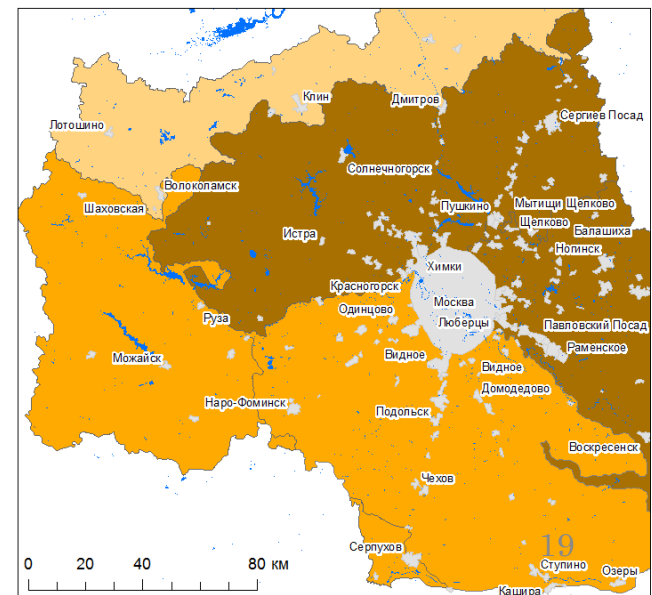 Клин
Дмитров
Сергиев Посад
Лотошино
Солнечногорск
Волоколамск
Шаховская
Пушкино
Мытищи
Щелково
Щелково
Балашиха
Истра
Ногинск
Химки
Красногорск
Москва
Одинцово
Руза
Люберцы
Павловский Посад
Раменское
Можайск
Видное
Видное
Домодедово
Наро-Фоминск
Подольск
Воскресенск
Чехов
Серпухов
19
Ступино
Озеры
Кашира
0 20 40 80 км